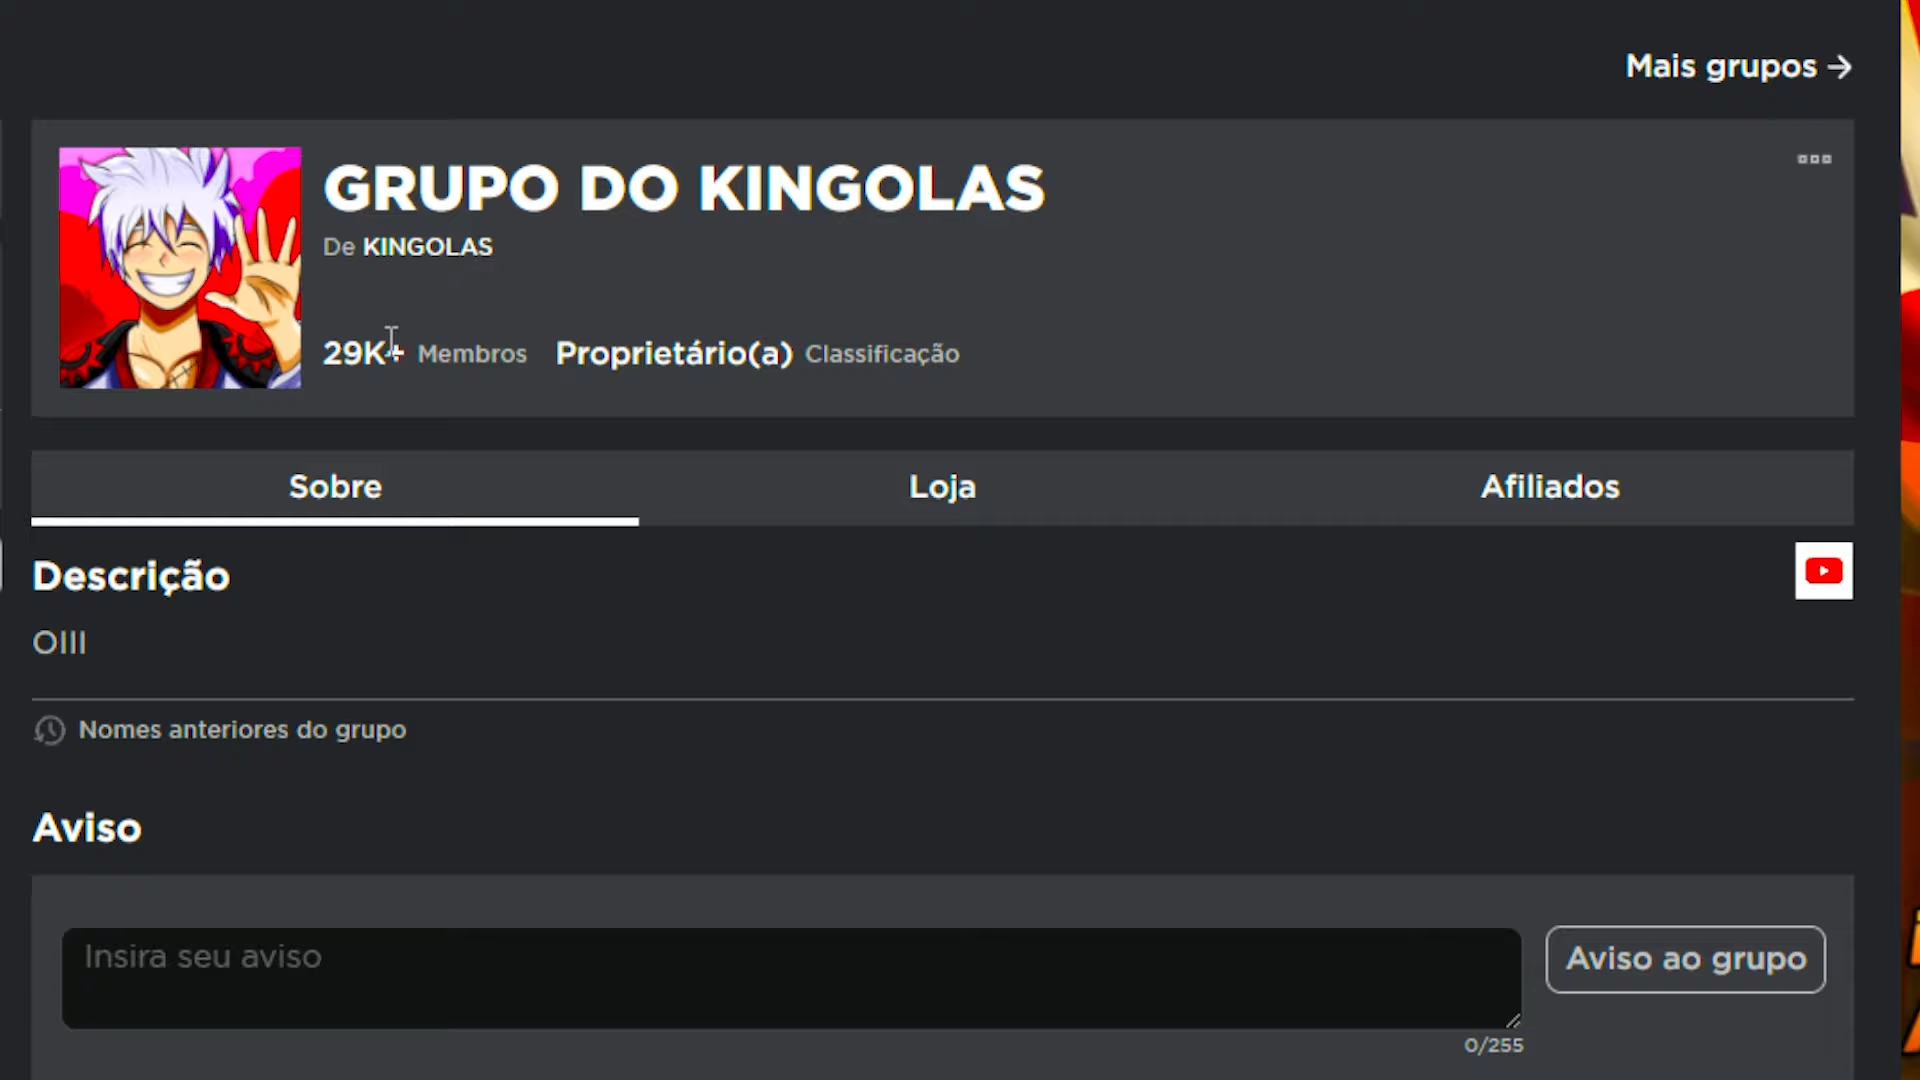 Mais grupos
GRUPO DO KINGOLAS
De KINGOLAS
29K+ Membros Proprietário(a) Classificação
Sobre Loja Afiliados
Descrição
OIII
Nomes anteriores do grupo
Aviso
Insira seu aviso
Aviso ao grupo
0/255